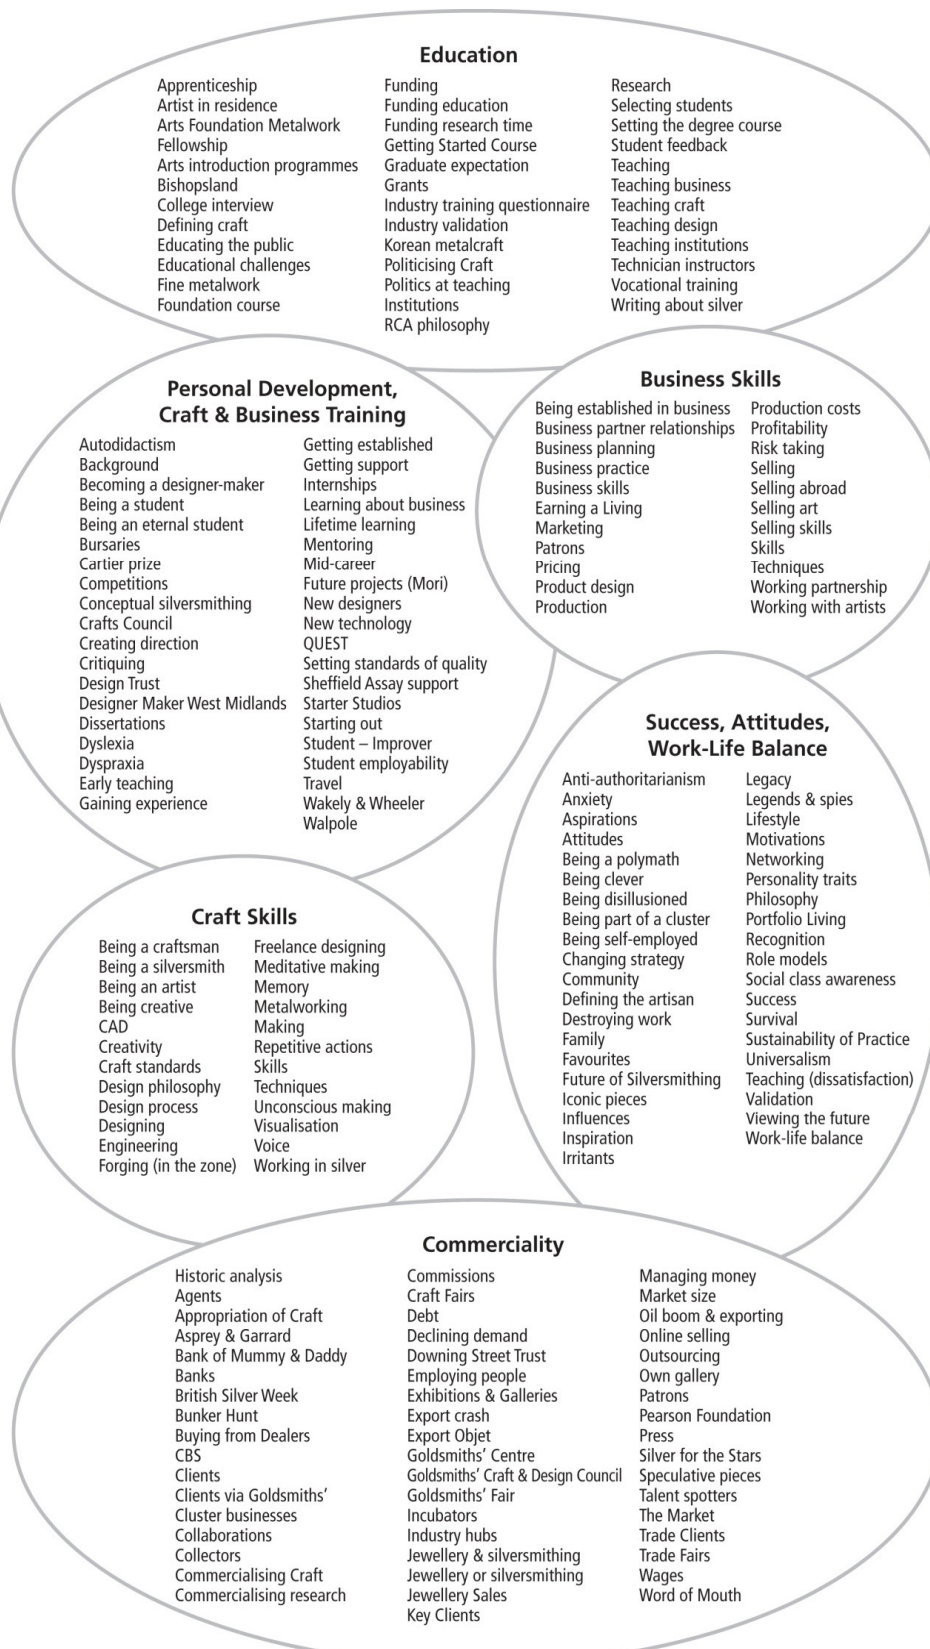 Education
Apprenticeship
Artist in residence
Arts Foundation Metalwork
Fellowship
Arts introduction programmes
Bishopsland
College interview
Defining craft
Educating the public
Educational challenges
Fine metalwork
Foundation course
Funding
Funding education
Funding research time
Getting Started Course
Graduate expectation
Grants
Industry training questionnaire
Industry validation
Korean metalcraft
Politicising Craft
Politics at teaching
Institutions
RCA philosophy
Research
Selecting students
Setting the degree course
Student feedback
Teaching
Teaching business
Teaching craft
Teaching design
Teaching institutions
Technician instructors
Vocational training
Writing about silver
Personal Development,
Craft & Business Training
Autodidactism
Background
Becoming a designer-maker
Being a student
Being an eternal student
Bursaries
Cartier prize
Competitions
Conceptual silversmithing
Crafts Council
Creating direction
Critiquing
Design Trust
Designer Maker West Midlands
Dissertations
Dyslexia
Dyspraxia
Early teaching
Gaining experience
Getting established
Getting support
Internships
Learning about business
Lifetime learning
Mentoring
Mid-career
Future projects (Mori)
New designers
New technology
QUEST
Setting standards of quality
Sheffield Assay support
Starter Studios
Starting out
Student – Improver
Student employability
Travel
Wakely & Wheeler
Walpole
Business Skills
Being established in business
Business partner relationships
Business planning
Business practice
Business skills
Earning a Living
Marketing
Patrons
Pricing
Product design
Production
Production costs
Profitability
Risk taking
Selling
Selling abroad
Selling art
Selling skills
Skills
Techniques
Working partnership
Working with artists
Success, Attitudes,
Work-Life Balance
Anti-authoritarianism
Anxiety
Aspirations
Attitudes
Being a polymath
Being clever
Being disillusioned
Being part of a cluster
Being self-employed
Changing strategy
Community
Defining the artisan
Destroying work
Family
Favourites
Future of Silversmithing
Iconic pieces
Influences
Inspiration
Irritants
Legacy
Legends & spies
Lifestyle
Motivations
Networking
Personality traits
Philosophy
Portfolio Living
Recognition
Role models
Social class awareness
Success
Survival
Sustainability of Practice
Universalism
Teaching (dissatisfaction)
Validation
Viewing the future
Work-life balance
Craft Skills
Being a craftsman
Being a silversmith
Being an artist
Being creative
CAD
Creativity
Craft standards
Design philosophy
Design process
Designing
Engineering
Forging (in the zone)
Freelance designing
Meditative making
Memory
Metalworking
Making
Repetitive actions
Skills
Techniques
Unconscious making
Visualisation
Voice
Working in silver
Commerciality
Historic analysis
Agents
Appropriation of Craft
Asprey & Garrard
Bank of Mummy & Daddy
Banks
British Silver Week
Bunker Hunt
Buying from Dealers
CBS
Clients
Clients via Goldsmiths’
Cluster businesses
Collaborations
Collectors
Commercialising Craft
Commercialising research
Commissions
Craft Fairs
Debt
Declining demand
Downing Street Trust
Employing people
Exhibitions & Galleries
Export crash
Export Objet
Goldsmiths’ Centre
Goldsmiths’ Craft & Design Council
Goldsmiths’ Fair
Incubators
Industry hubs
Jewellery & silversmithing
Jewellery or silversmithing
Jewellery Sales
Key Clients
Managing money
Market size
Oil boom & exporting
Online selling
Outsourcing
Own gallery
Patrons
Pearson Foundation
Press
Silver for the Stars
Speculative pieces
Talent spotters
The Market
Trade Clients
Trade Fairs
Wages
Word of Mouth